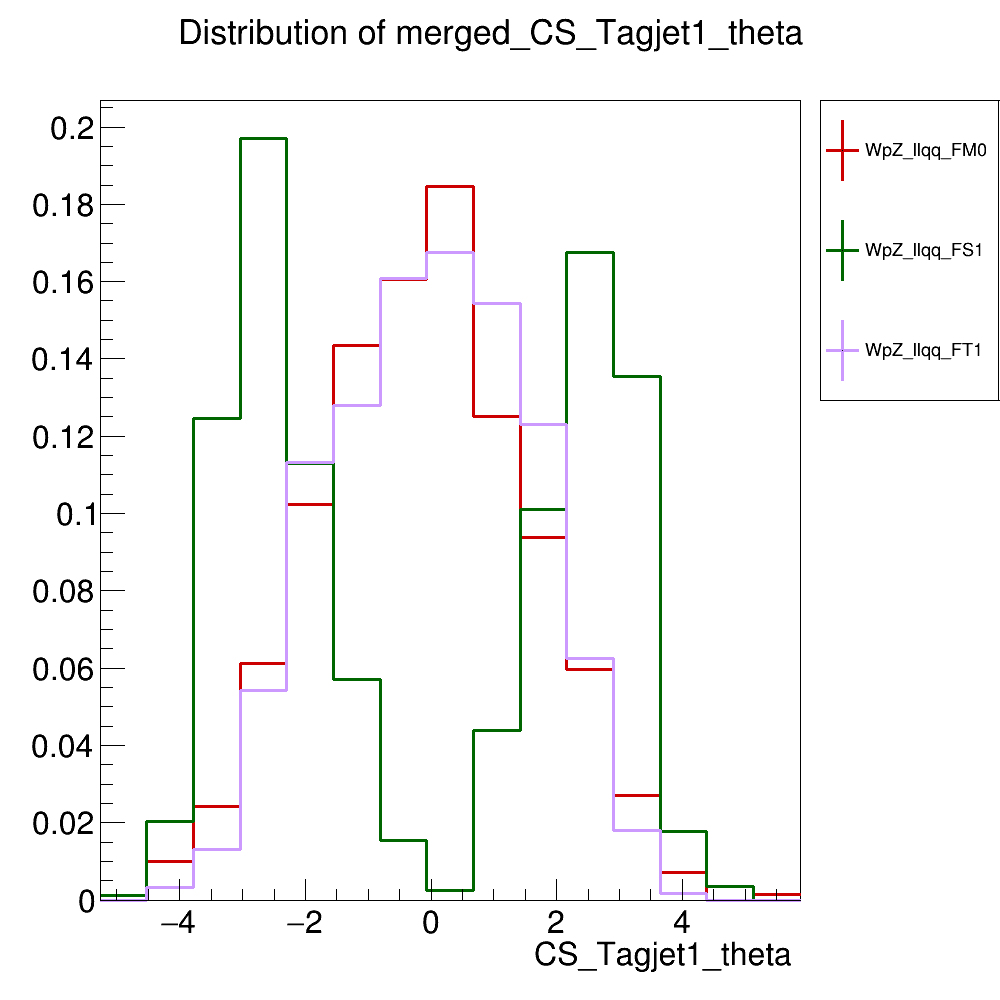 Distribution of merged_CS_Tagjet1_theta
WpZ_llqq_FM0
WpZ_llqq_FS1
WpZ_llqq_FT1
0.2
0.18
0.16
0.14
0.12
0.1
0.08
0.06
0.04
0.02
0
−4 −2 0 2 4
CS_Tagjet1_theta